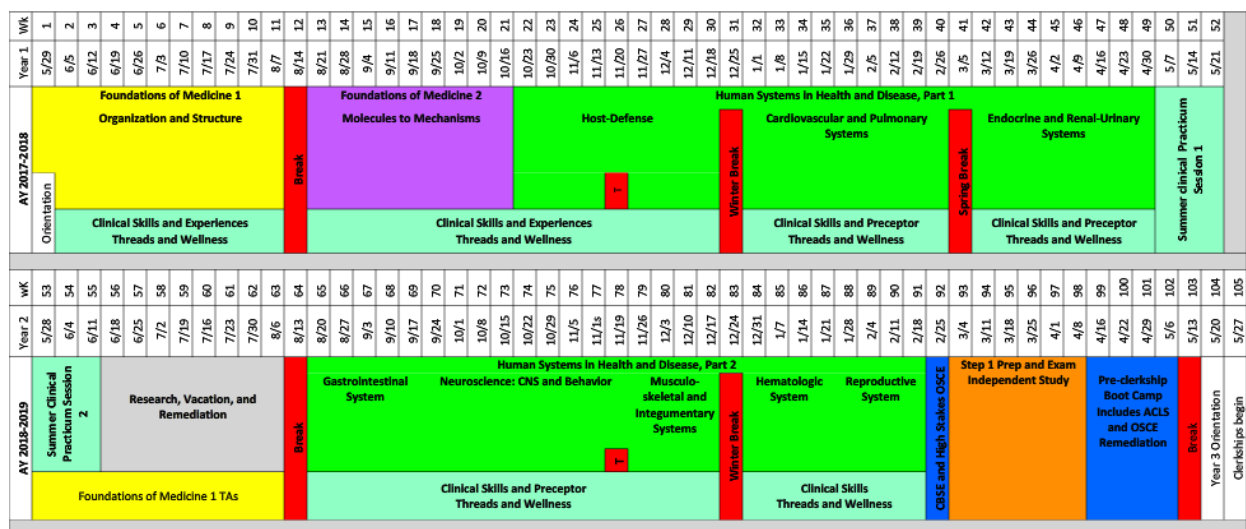 Wk 1 2 3 4 5 6 7 8 9 10 11 12 13 14 15 16 17 18 19 20 21 22 23 24 25 26 27 28 29 30 31 32 33 34 35 36 37 38 39 40 41 42 43 44 45 46 47 48 49 50 51 52
Year 1 5/29 6/5 6/12 6/19 6/26 7/3 7/10 7/17 7/24 7/31 8/7 8/14 8/21 8/28 9/4 9/11 9/18 9/25 10/2 10/9 10/16 10/23 10/30 11/6 11/13 11/20 11/27 12/4 12/11 12/18 12/25 1/1 1/8 1/15 1/22 1/29 2/5 2/12 2/19 2/26 3/5 3/12 3/19 3/26 4/2 4/9 4/16 4/23 4/30 5/7 5/14 5/21
AY 2017-2018
Foundations of Medicine 1
Organization and Structure
Orientation
Clinical Skills and Experiences
Threads and Wellness
Break
Foundations of Medicine 2
Molecules to Mechanisms
Human Systems in Health and Disease, Part 1
Host-Defense
T
Clinical Skills and Experiences
Threads and Wellness
Winter Break
Cardiovascular and Pulmonary
Systems
Clinical Skills and Preceptor
Threads and Wellness
Spring Break
Endocrine and Renal-Urinary
Systems
Clinical Skills and Preceptor
Threads and Wellness
Summer clinical Practicum
Session 1
wK 53 54 55 56 57 58 59 60 61 62 63 64 65 66 67 68 69 70 71 72 73 74 75 76 77 78 79 80 81 82 83 84 85 86 87 88 89 90 91 92 93 94 95 96 97 98 99 100 101 102 103 104 105
Year 2 5/28 6/4 6/11 6/18 6/25 7/2 7/19 7/16 7/23 7/30 8/6 8/13 8/20 8/27 9/3 9/10 9/17 9/24 10/1 10/8 10/15 10/22 10/29 11/5 11/1s 11/19 11/26 12/3 12/10 12/17 12/24 12/31 1/7 1/14 1/21 1/28 2/4 2/11 2/18 2/25 3/4 3/11 3/18 3/25 4/1 4/8 4/16 4/22 4/29 5/6 5/13 5/20 5/27
AY 2018-2019
Summer Clinical
Practicum Session
2
Research, Vacation, and
Remediation
Foundations of Medicine 1 TAs
Break
Human Systems in Health and Disease, Part 2
Gastrointestinal
System
Neuroscience: CNS and Behavior
Musculo-
skeletal and
Integumentary
Systems
T
Clinical Skills and Preceptor
Threads and Wellness
Winter Break
Hematologic
System
Reproductive
System
Clinical Skills
Threads and Wellness
CBSE and High Stakes OSCE
Step 1 Prep and Exam
Independent Study
Pre-clerkship
Boot Camp
Includes ACLS
and OSCE
Remediation
Break
Year 3 Orientation
Clerkships begin